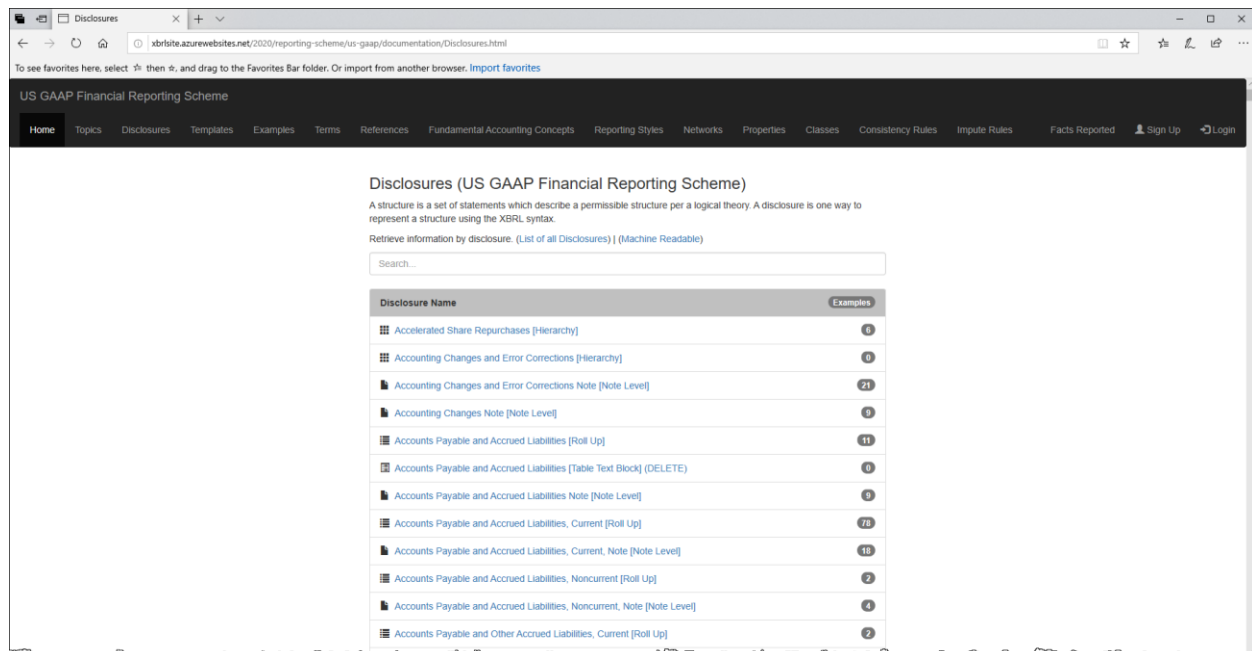 Disclosures
xbrlsite.azurewebsites.net/2020/reporting-scheme/us-gaap/documentation/Disclosures.html
To see favorites here, select then , and drag to the Favorites Bar folder. Or import from another browser. Import favorites
US GAAP Financial Reporting Scheme
Home Topics Disclosures Templates Examples Terms References Fundamental Accounting Concepts Reporting Styles Networks Properties Classes Consistency Rules Impute Rules Facts Reported Sign Up Login
Disclosures (US GAAP Financial Reporting Scheme)
A structure is a set of statements which describe a permissible structure per a logical theory. A disclosure is one way to
represent a structure using the XBRL syntax.
Retrieve information by disclosure. (List of all Disclosures) | (Machine Readable)
Search...
Disclosure Name Examples
Accelerated Share Repurchases [Hierarchy] 6
Accounting Changes and Error Corrections [Hierarchy] 0
Accounting Changes and Error Corrections Note [Note Level] 21
Accounting Changes Note [Note Level] 9
Accounts Payable and Accrued Liabilities [Roll Up] 11
Accounts Payable and Accrued Liabilities [Table Text Block] (DELETE) 0
Accounts Payable and Accrued Liabilities Note [Note Level] 9
Accounts Payable and Accrued Liabilities, Current [Roll Up] 78
Accounts Payable and Accrued Liabilities, Current, Note [Note Level] 18
Accounts Payable and Accrued Liabilities, Noncurrent [Roll Up] 2
Accounts Payable and Accrued Liabilities, Noncurrent, Note [Note Level] 4
Accounts Payable and Other Accrued Liabilities, Current [Roll Up] 2